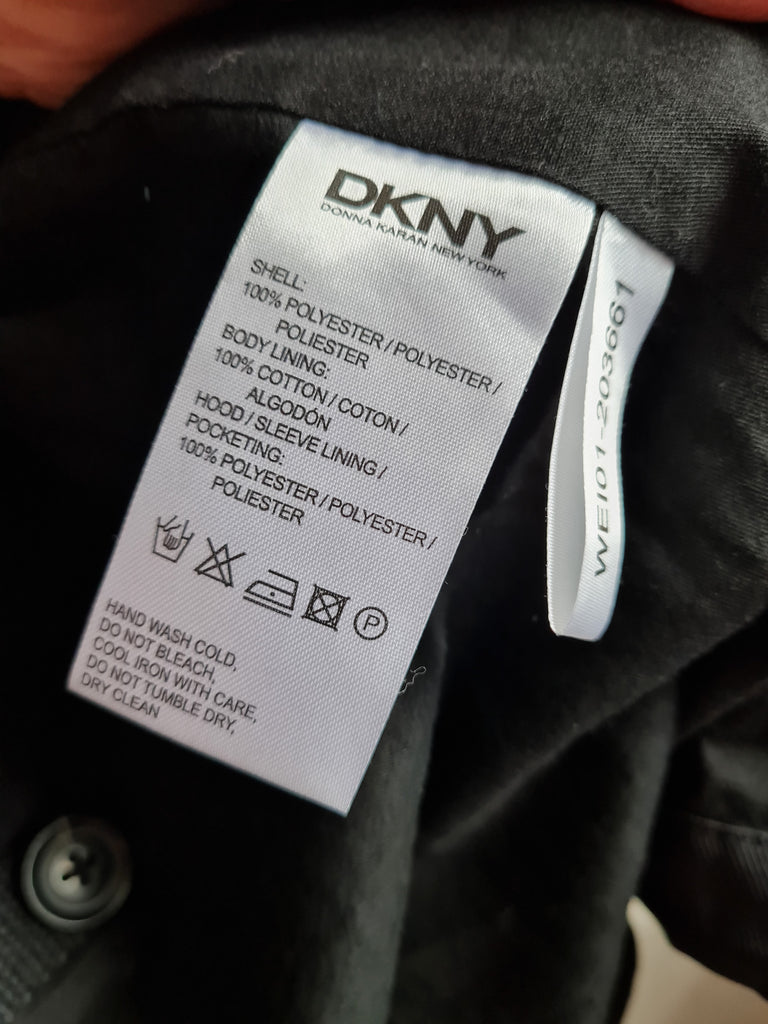 DKNY
DONNA KARAN NEW YORK
SHELL:
100% POLYESTER / POLYESTER /
POLIESTER
BODY LINING:
100% COTTON / COTON /
ALGODÓN
HOOD / SLEEVE LINING /
POCKETING:
100% POLYESTER / POLYESTER /
POLIESTER
P
HAND WASH COLD,
DO NOT BLEACH,
COOL IRON WITH CARE,
DO NOT TUMBLE DRY,
DRY CLEAN
WEI01-203661